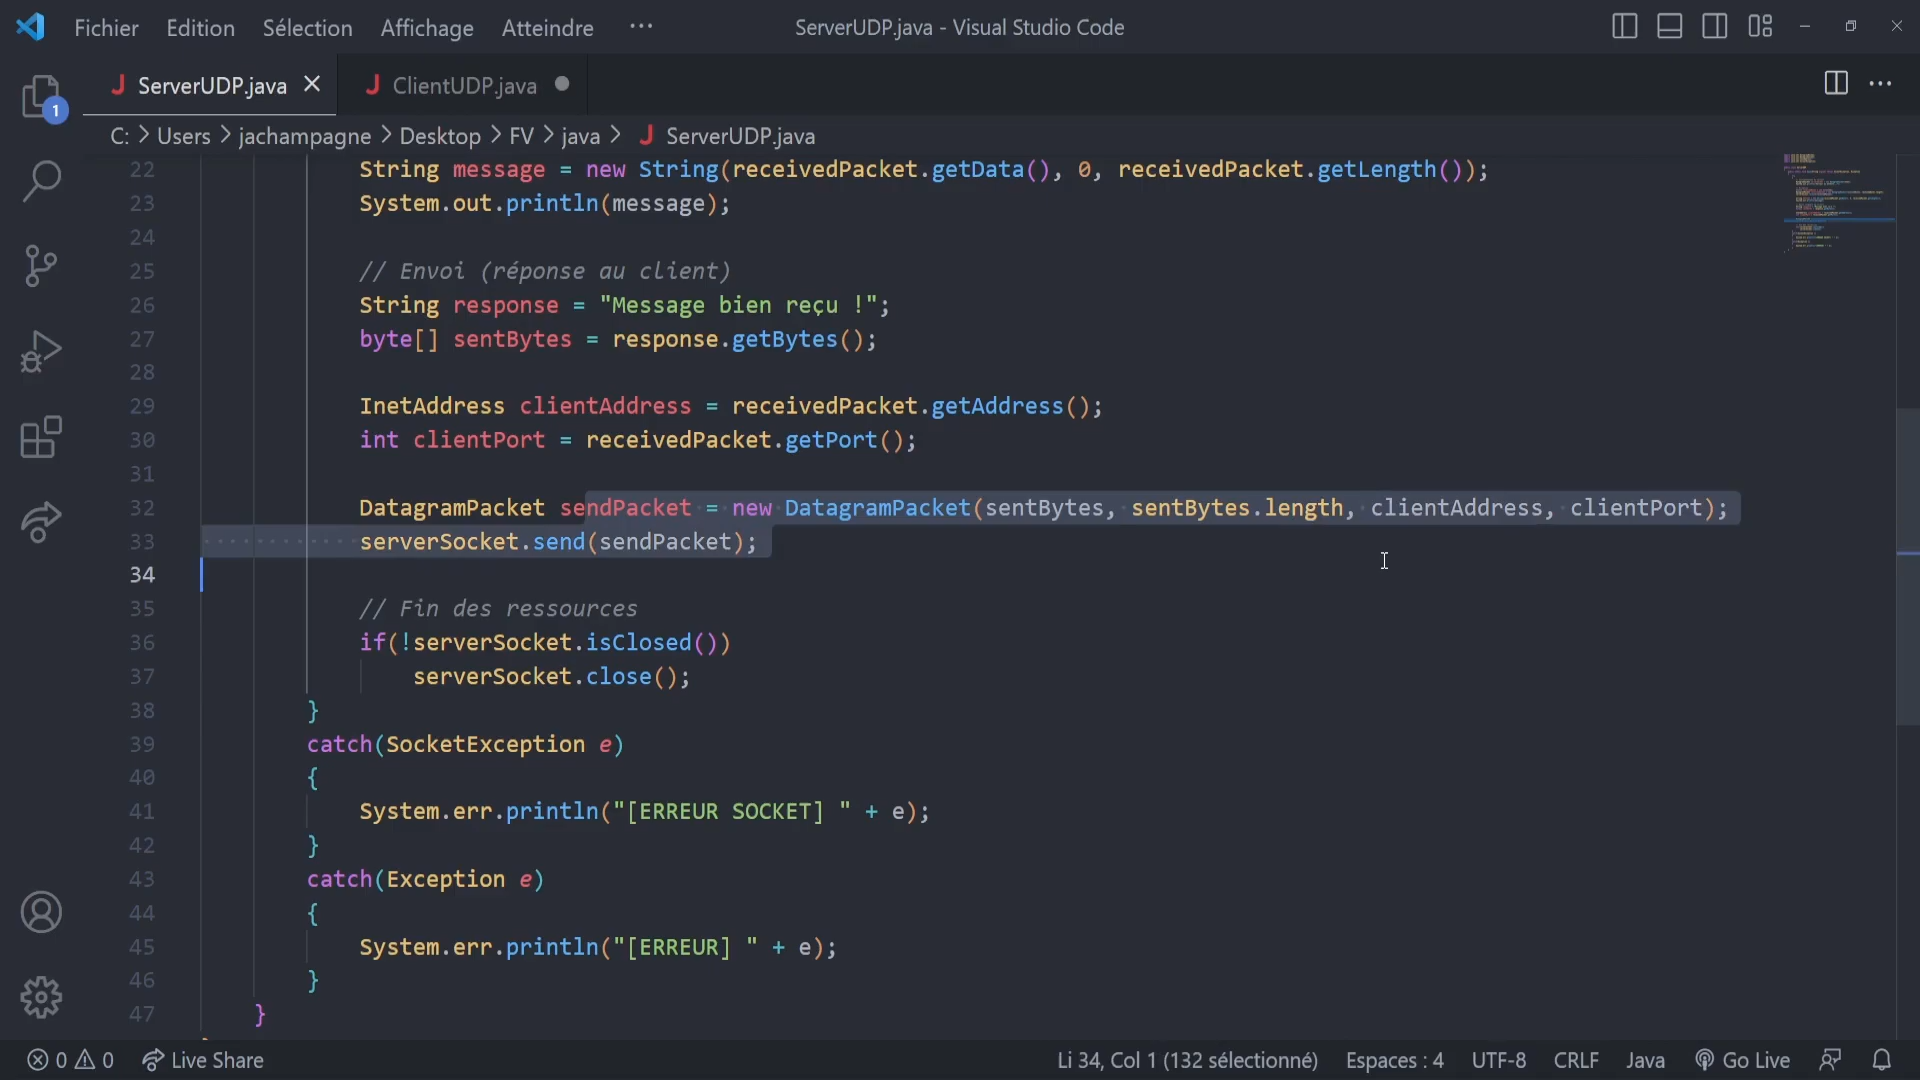 Fichier Edition Sélection Affichage Atteindre ··· ServerUDP.java - Visual Studio Code
J ServerUDP.java × J ClientUDP.java ●
1
C: > Users > jachampagne > Desktop > FV > java > J ServerUDP.java
22 String message = new String(receivedPacket.getData(), 0, receivedPacket.getLength());
23 System.out.println(message);
24
25 // Envoi (réponse au client)
26 String response = "Message bien reçu !";
27 byte[] sentBytes = response.getBytes();
28
29 InetAddress clientAddress = receivedPacket.getAddress();
30 int clientPort = receivedPacket.getPort();
31
32 DatagramPacket sendPacket = new DatagramPacket(sentBytes, sentBytes.length, clientAddress, clientPort);
33 serverSocket.send(sendPacket);
34
35 // Fin des ressources
36 if(!serverSocket.isClosed())
37 serverSocket.close();
38 }
39 catch(SocketException e)
40 {
41 System.err.println("[ERREUR SOCKET] " + e);
42 }
43 catch(Exception e)
44 {
45 System.err.println("[ERREUR] " + e);
46 }
47 }
0 0 Live Share Li 34, Col 1 (132 sélectionné) Espaces : 4 UTF-8 CRLF Java Go Live